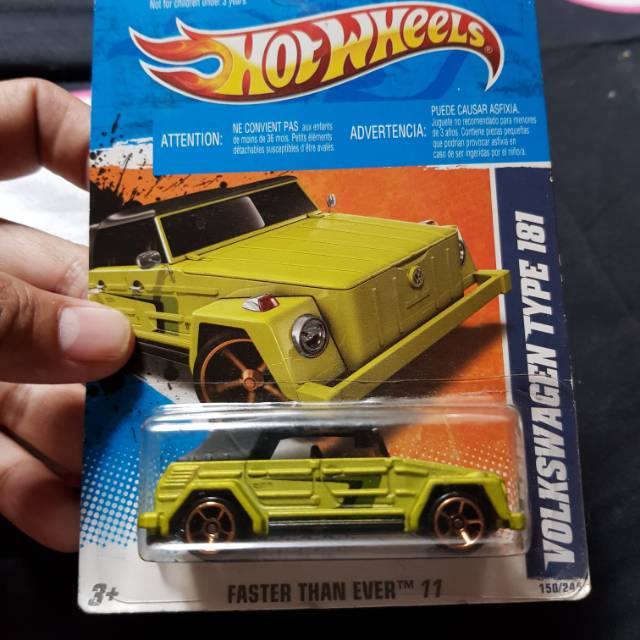 Not for children under 3 years
HOT WHEELS®
ATTENTION:
NE CONVIENT PAS aux enfants
de moins de 36 mois. Petits éléments
détachables susceptibles d'être avalés.
ADVERTENCIA:
PUEDE CAUSAR ASFIXIA.
Juguete no recomendado para menores
de 3 años. Contiene piezas pequeñas
que podrían provocar asfixia en
caso de ser ingeridas por el niño/a.
VOLKSWAGEN TYPE 181
3+
FASTER THAN EVER™ 11
150/244